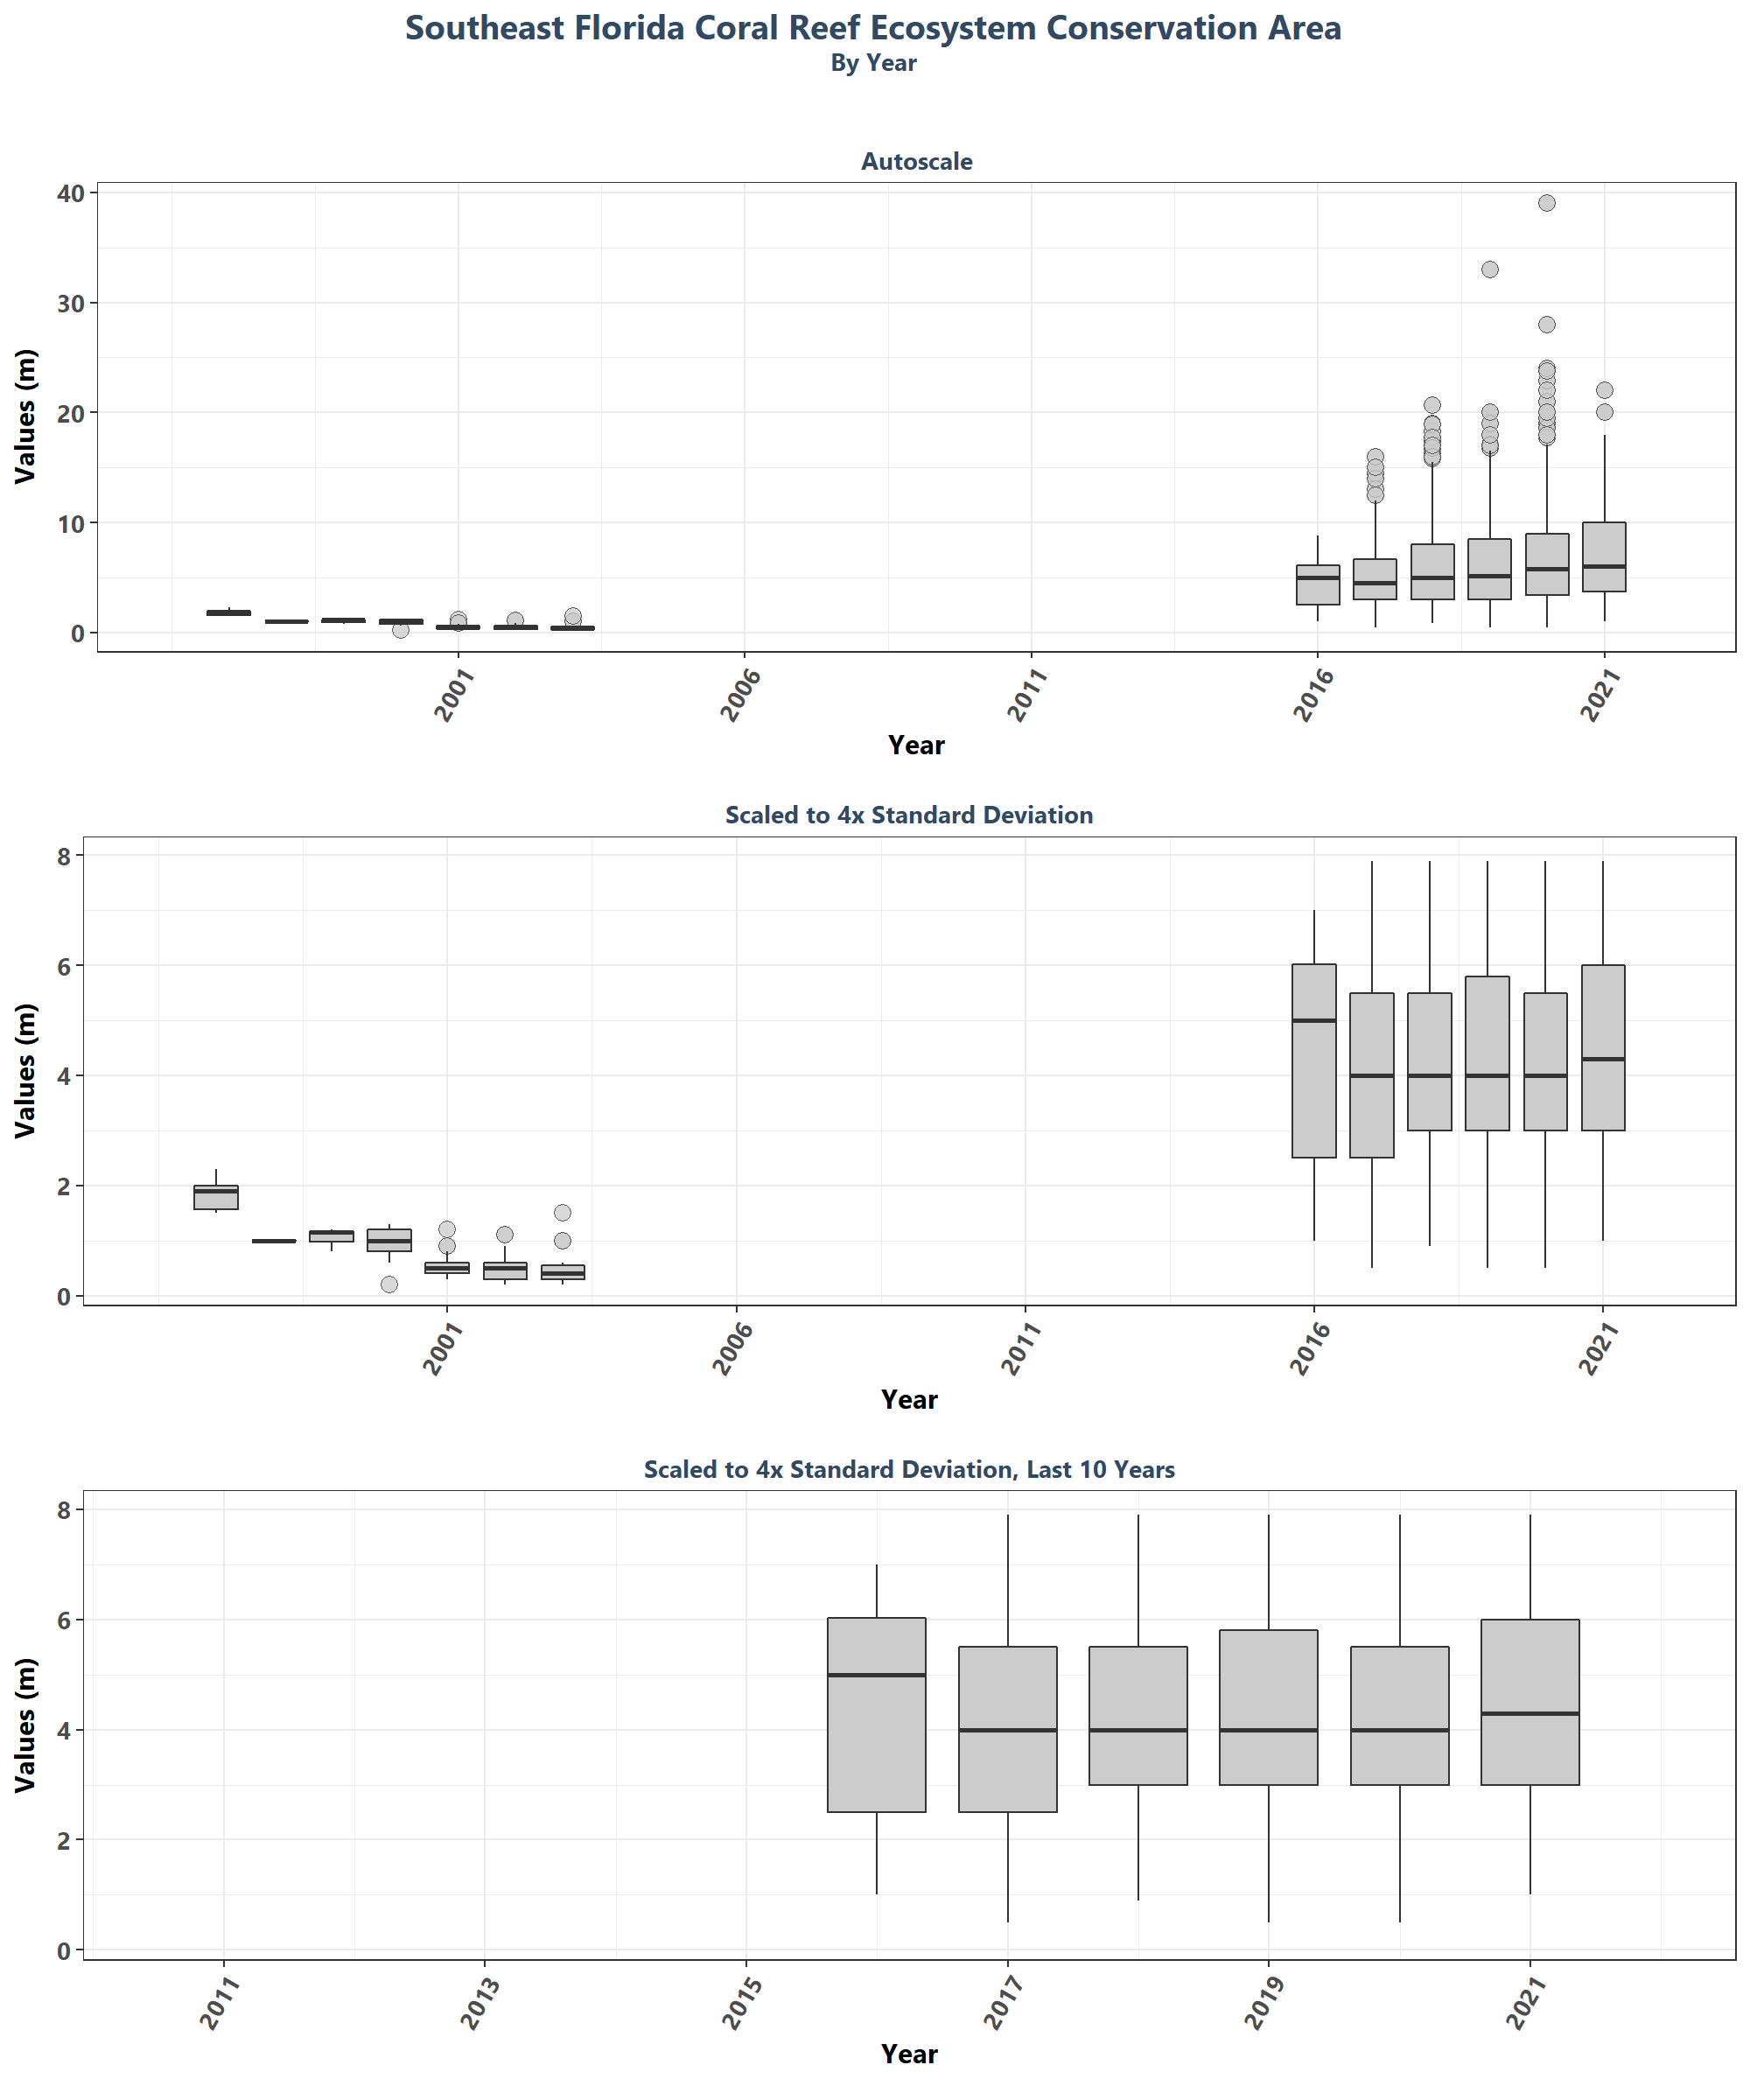 Southeast Florida Coral Reef Ecosystem Conservation Area
By Year
Autoscale
40
30
20
10
0
Values (m)
2001
2006
2011
2016
2021
Year
Scaled to 4x Standard Deviation
8
6
4
2
0
Values (m)
2001
2006
2011
2016
2021
Year
Scaled to 4x Standard Deviation, Last 10 Years
8
6
4
2
0
Values (m)
2011
2013
2015
2017
2019
2021
Year